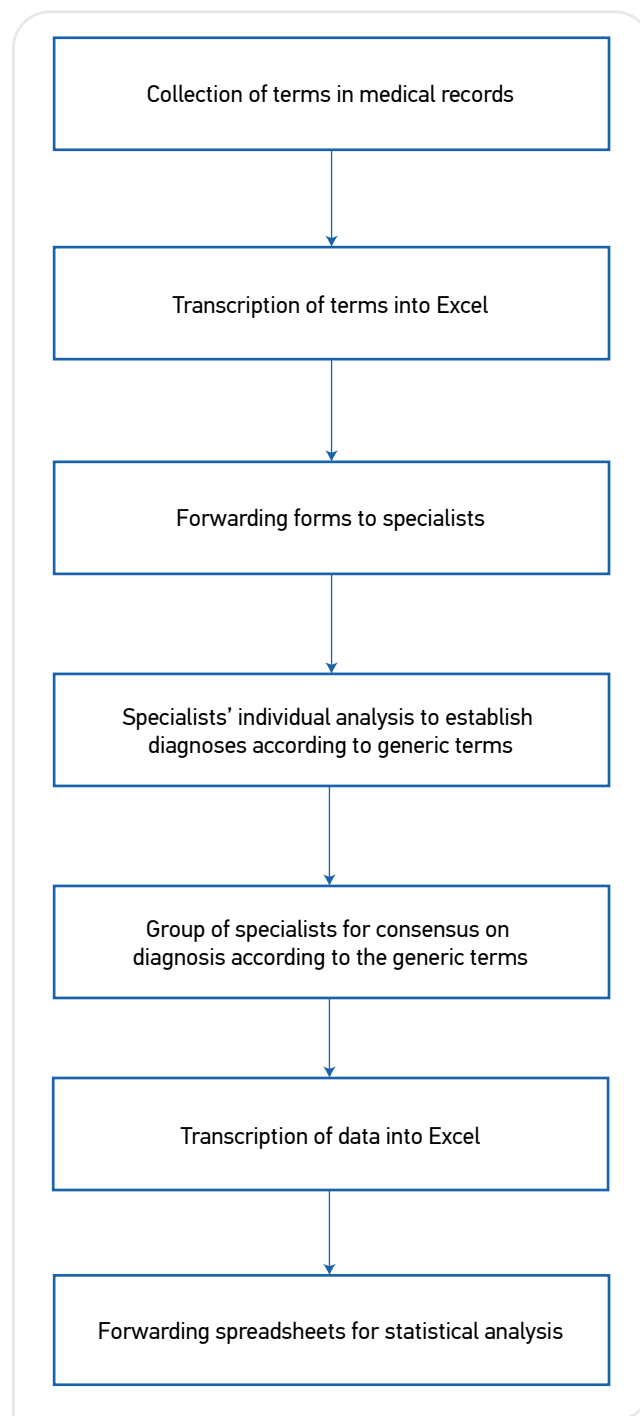 Collection of terms in medical records
Transcription of terms into Excel
Forwarding forms to specialists
Specialists’ individual analysis to establish
diagnoses according to generic terms
Group of specialists for consensus on
diagnosis according to the generic terms
Transcription of data into Excel
Forwarding spreadsheets for statistical analysis